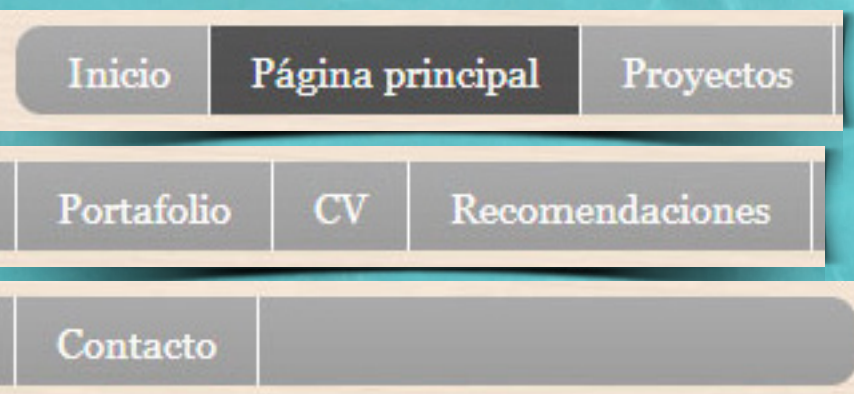 Inicio Página principal Proyectos
Portafolio CV Recomendaciones
Contacto